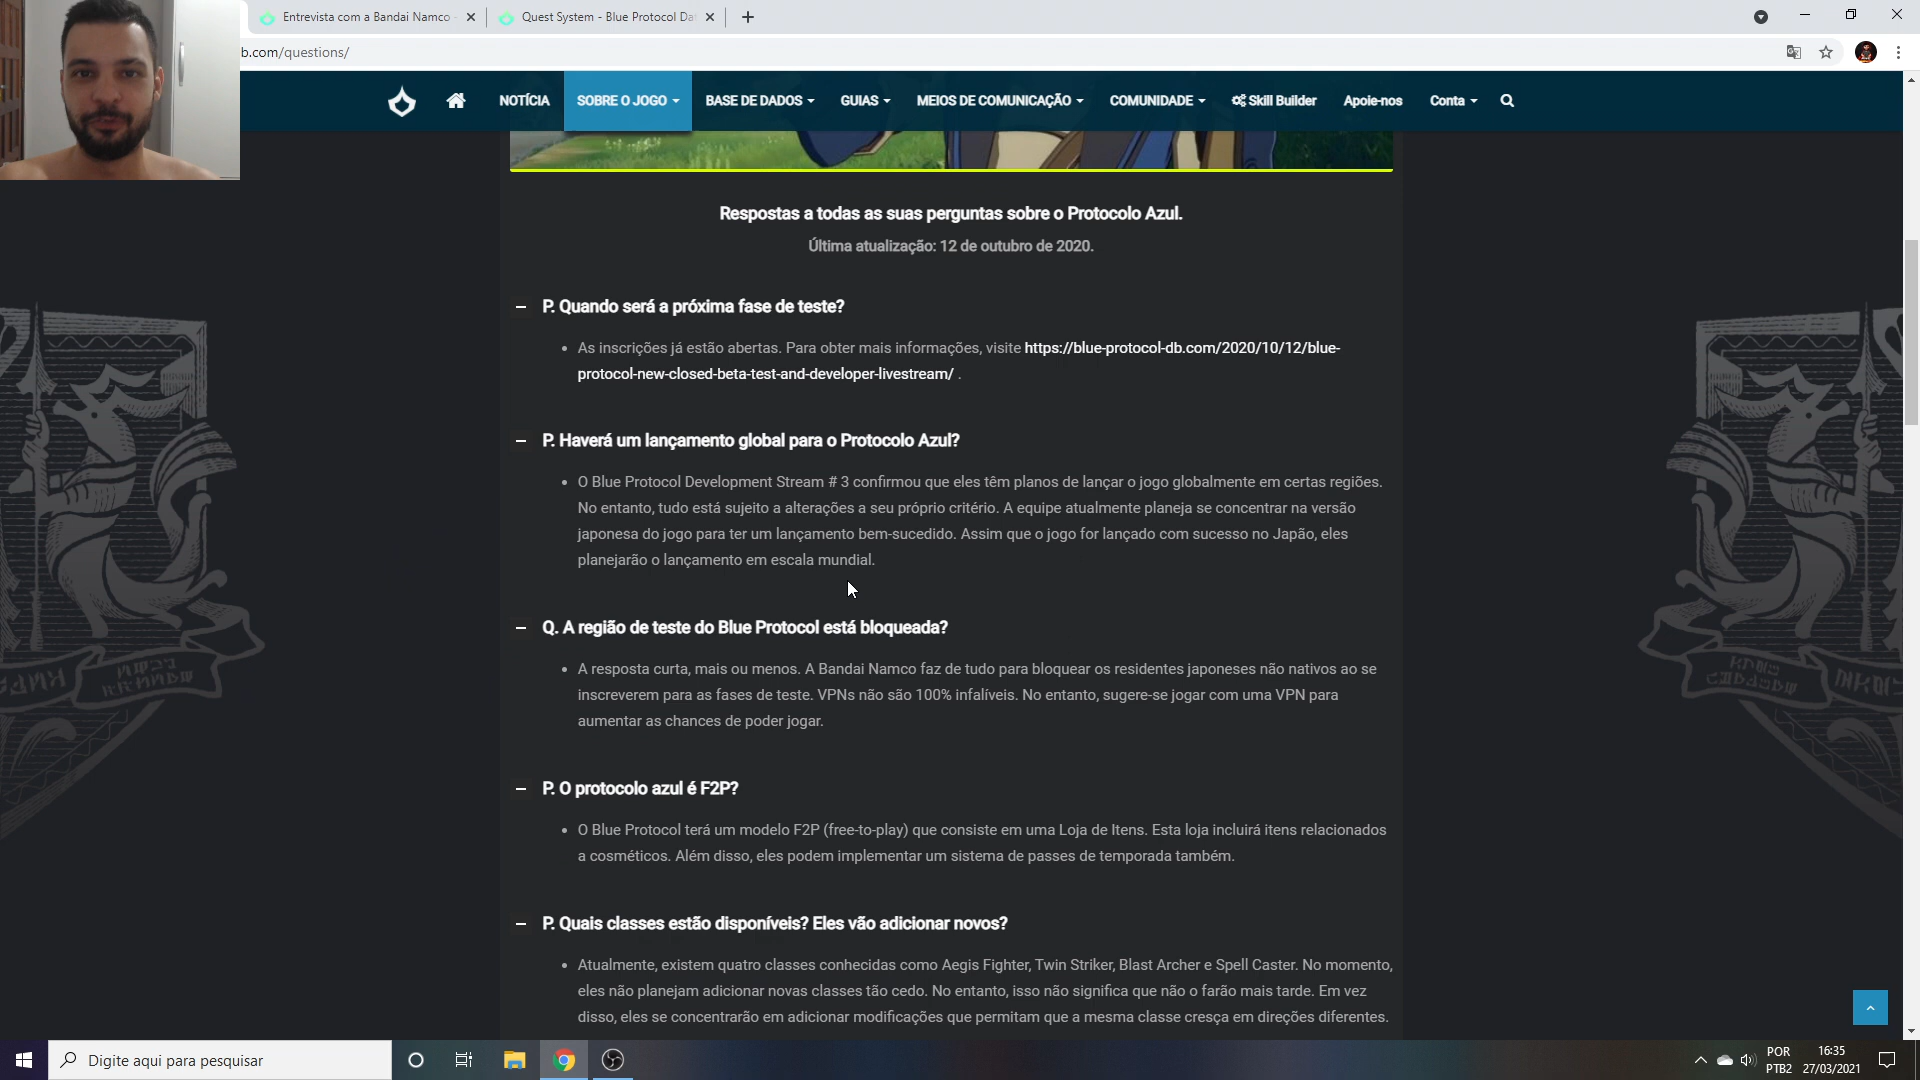 Entrevista com a Bandai Namco
Quest System - Blue Protocol Da
b.com/questions/
NOTÍCIA
SOBRE O JOGO
BASE DE DADOS
GUIAS
MEIOS DE COMUNICAÇÃO
COMUNIDADE
Skill Builder
Apoie-nos
Conta
Respostas a todas as suas perguntas sobre o Protocolo Azul.
Última atualização: 12 de outubro de 2020.
P. Quando será a próxima fase de teste?
As inscrições já estão abertas. Para obter mais informações, visite https://blue-protocol-db.com/2020/10/12/blue-
protocol-new-closed-beta-test-and-developer-livestream/ .
P. Haverá um lançamento global para o Protocolo Azul?
O Blue Protocol Development Stream # 3 confirmou que eles têm planos de lançar o jogo globalmente em certas regiões.
No entanto, tudo está sujeito a alterações a seu próprio critério. A equipe atualmente planeja se concentrar na versão
japonesa do jogo para ter um lançamento bem-sucedido. Assim que o jogo for lançado com sucesso no Japão, eles
planejarão o lançamento em escala mundial.
Q. A região de teste do Blue Protocol está bloqueada?
A resposta curta, mais ou menos. A Bandai Namco faz de tudo para bloquear os residentes japoneses não nativos ao se
inscreverem para as fases de teste. VPNs não são 100% infalíveis. No entanto, sugere-se jogar com uma VPN para
aumentar as chances de poder jogar.
P. O protocolo azul é F2P?
O Blue Protocol terá um modelo F2P (free-to-play) que consiste em uma Loja de Itens. Esta loja incluirá itens relacionados
a cosméticos. Além disso, eles podem implementar um sistema de passes de temporada também.
P. Quais classes estão disponíveis? Eles vão adicionar novos?
Atualmente, existem quatro classes conhecidas como Aegis Fighter, Twin Striker, Blast Archer e Spell Caster. No momento,
eles não planejam adicionar novas classes tão cedo. No entanto, isso não significa que não o farão mais tarde. Em vez
disso, eles se concentrarão em adicionar modificações que permitam que a mesma classe cresça em direções diferentes.
Digite aqui para pesquisar
POR
PTB2
16:35
27/03/2021